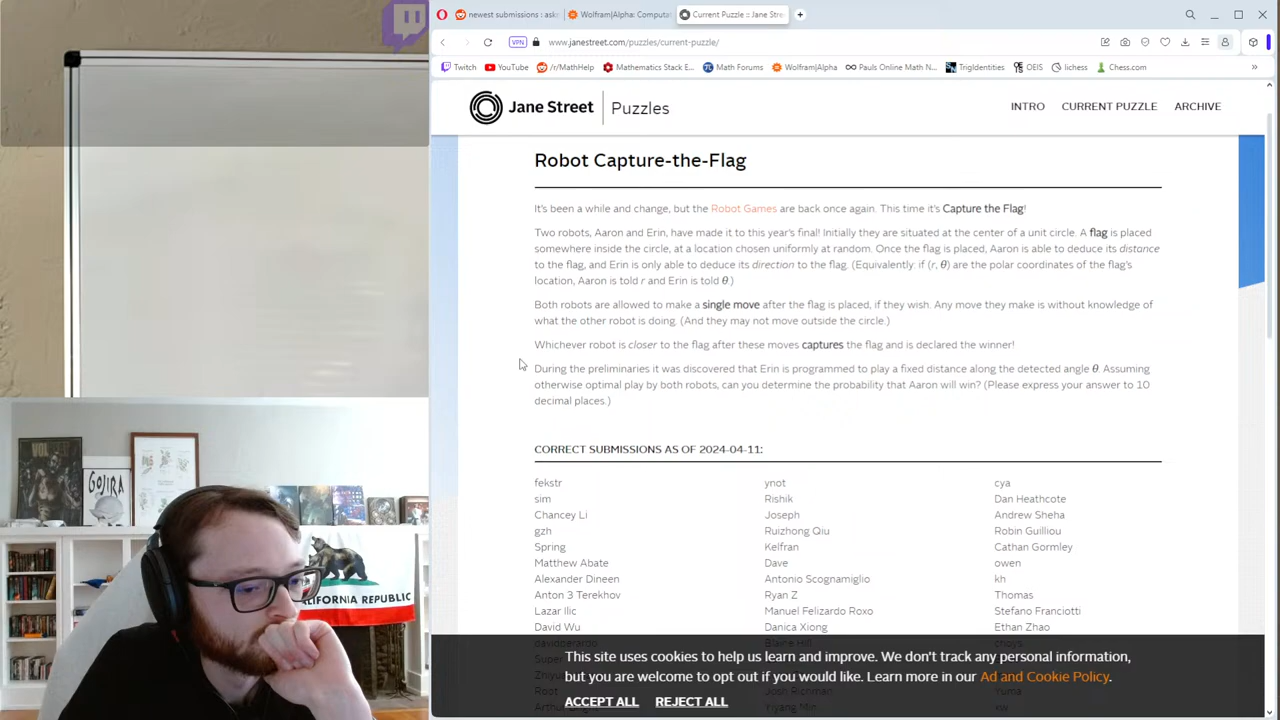 newest submissions : aske
Wolfram|Alpha: Computat
Current Puzzle :: Jane Stree
VPN
www.janestreet.com/puzzles/current-puzzle/
Twitch
YouTube
/r/MathHelp
Mathematics Stack E...
Math Forums
Wolfram|Alpha
Pauls Online Math N...
TrigIdentities
OEIS
lichess
Chess.com
Jane Street
Puzzles
INTRO
CURRENT PUZZLE
ARCHIVE
Robot Capture-the-Flag
It's been a while and change, but the Robot Games are back once again. This time it's Capture the Flag!
Two robots, Aaron and Erin, have made it to this year's final! Initially they are situated at the center of a unit circle. A flag is placed
somewhere inside the circle, at a location chosen uniformly at random. Once the flag is placed, Aaron is able to deduce its distance
to the flag, and Erin is only able to deduce its direction to the flag. (Equivalently: if (r, θ) are the polar coordinates of the flag's
location, Aaron is told r and Erin is told θ.)
Both robots are allowed to make a single move after the flag is placed, if they wish. Any move they make is without knowledge of
what the other robot is doing. (And they may not move outside the circle.)
Whichever robot is closer to the flag after these moves captures the flag and is declared the winner!
During the preliminaries it was discovered that Erin is programmed to play a fixed distance along the detected angle θ. Assuming
otherwise optimal play by both robots, can you determine the probability that Aaron will win? (Please express your answer to 10
decimal places.)
CORRECT SUBMISSIONS AS OF 2024-04-11:
fekstr
ynot
cya
sim
Rishik
Dan Heathcote
Chancey Li
Joseph
Andrew Sheha
gzh
Ruizhong Qiu
Robin Guilliou
Spring
Kelfran
Cathan Gormley
Matthew Abate
Dave
owen
Alexander Dineen
Antonio Scognamiglio
kh
Anton 3 Terekhov
Ryan Z
Thomas
Lazar Ilic
Manuel Felizardo Roxo
Stefano Franciotti
David Wu
Danica Xiong
Ethan Zhao
This site uses cookies to help us learn and improve. We don't track any personal information,
but you are welcome to opt out if you would like. Learn more in our Ad and Cookie Policy.
ACCEPT ALL
REJECT ALL
GOJIRA
CALIFORNIA REPUBLIC